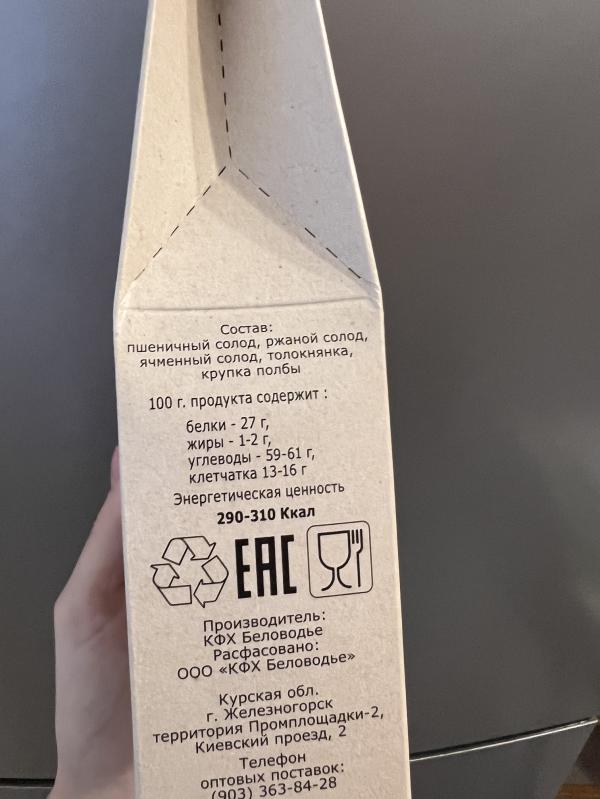 Состав:
пшеничный солод, ржаной солод,
ячменный солод, толокнянка,
крупка полбы
100 г. продукта содержит :
белки - 27 г,
жиры - 1-2 г,
углеводы - 59-61 г,
клетчатка 13-16 г
Энергетическая ценность
290-310 Ккал
EAC
Производитель:
КФХ Беловодье
Расфасовано:
ООО «КФХ Беловодье»
Курская обл.
г. Железногорск
территория Промплощадки-2,
Киевский проезд, 2
Телефон
оптовых поставок:
(903) 363-84-28